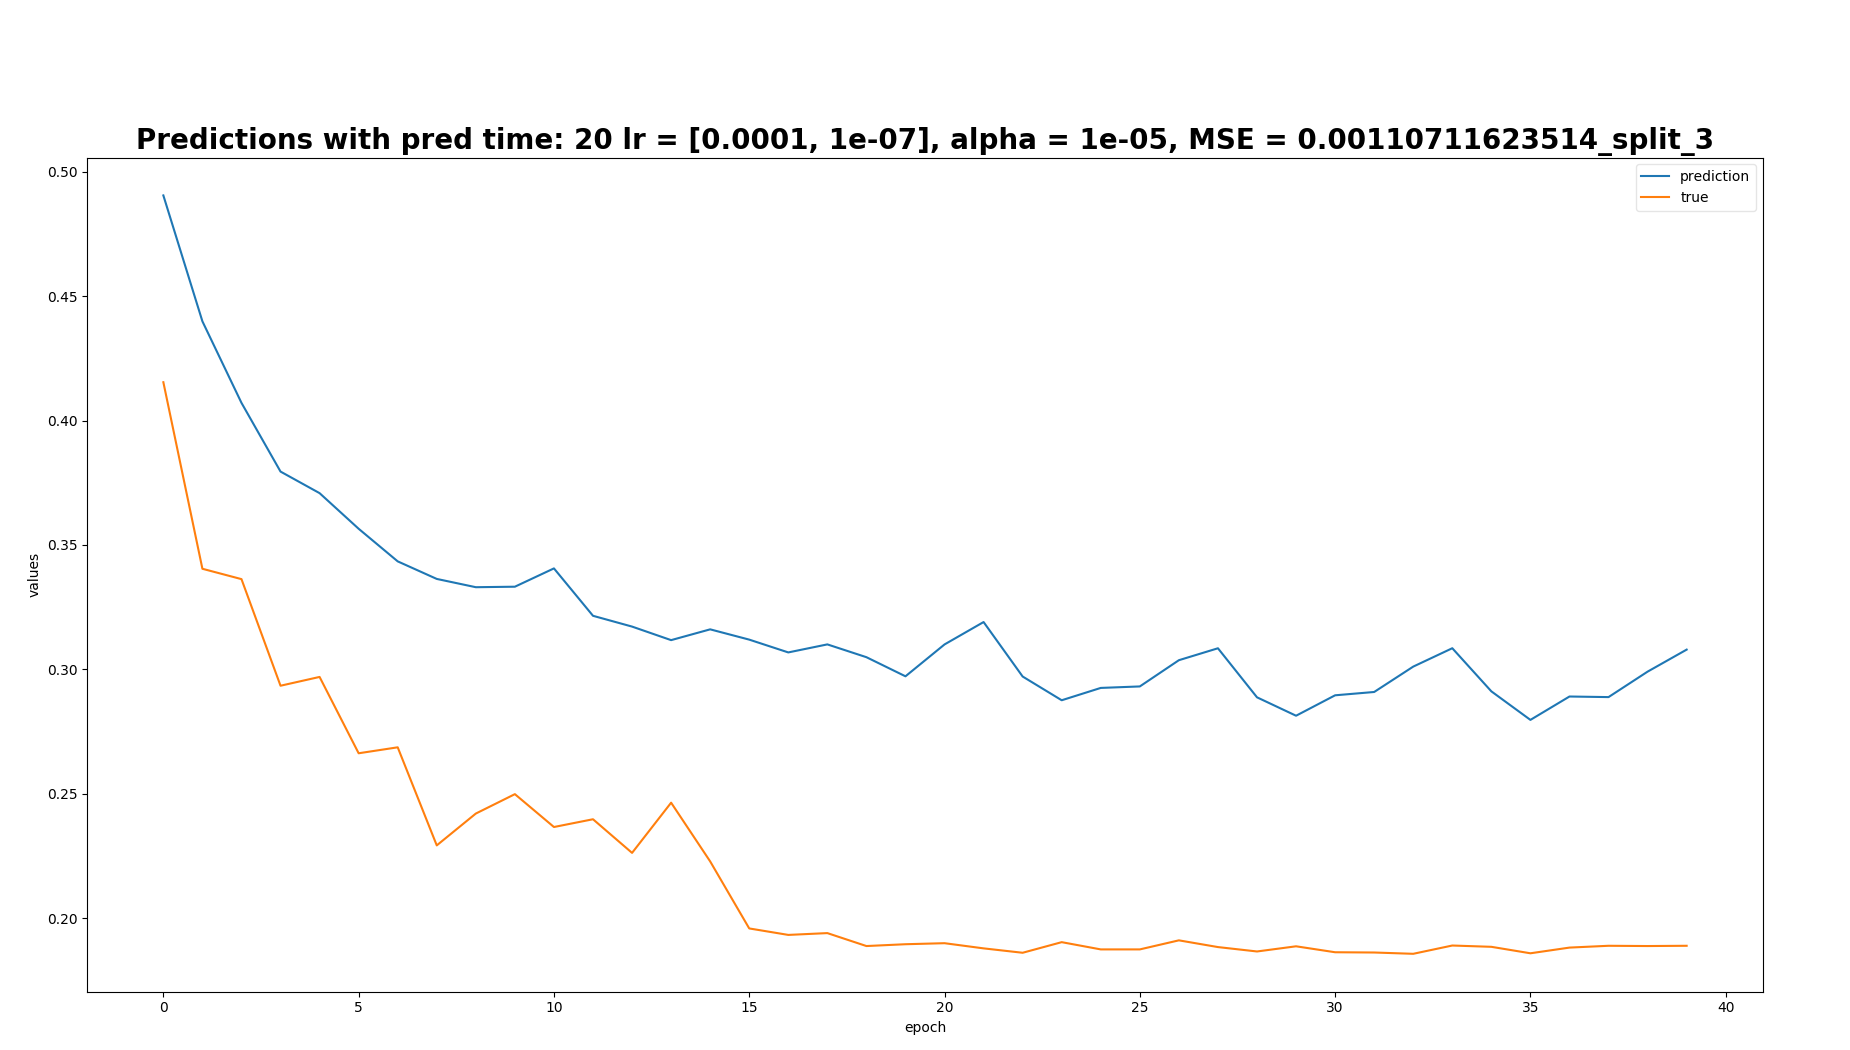 Predictions with pred time: 20 lr = [0.0001, 1e-07], alpha = 1e-05, MSE = 0.00110711623514_split_3
prediction
true
0.50
0.45
0.40
0.35
0.30
0.25
0.20
values
0 5 10 15 20 25 30 35 40
epoch